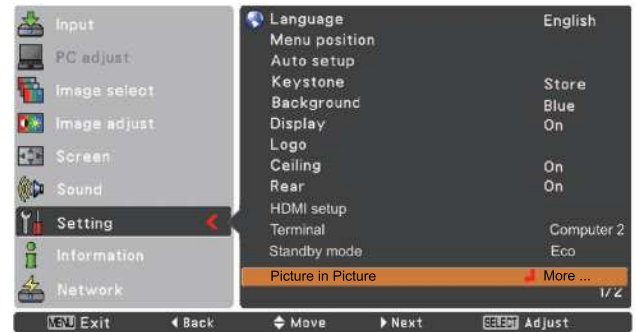 Input
PC adjust
Image select
Image adjust
Screen
Sound
Setting
Information
Network
Language English
Menu position
Auto setup
Keystone Store
Background Blue
Display On
Logo
Ceiling On
Rear On
HDMI setup
Terminal Computer 2
Standby mode Eco
Picture in Picture More ...
1/2
MENU Exit Back Move Next SELECT Adjust